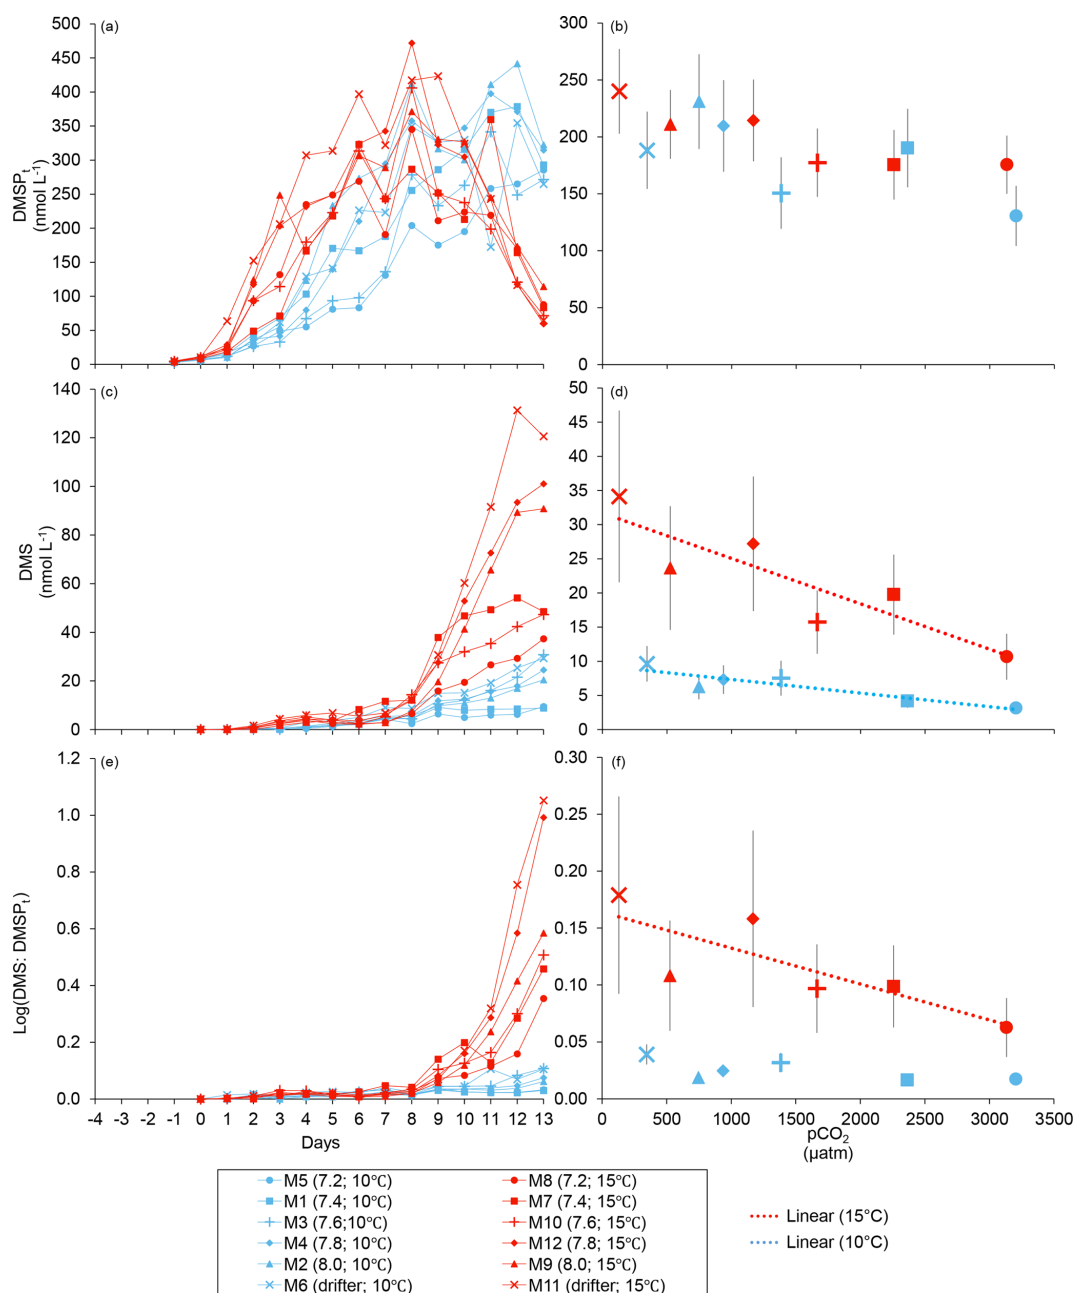 (a)
DMSPt
(nmol L-1)
500
450
400
350
300
250
200
150
100
50
0
(b)
300
250
200
150
100
50
0
(c)
DMS
(nmol L-1)
140
120
100
80
60
40
20
0
(d)
50
45
40
35
30
25
20
15
10
5
0
(e)
Log(DMS: DMSPt)
1.2
1.0
0.8
0.6
0.4
0.2
0.0
-4 -3 -2 -1 0 1 2 3 4 5 6 7 8 9 10 11 12 13
Days
(f)
0.30
0.25
0.20
0.15
0.10
0.05
0.00
0 500 1000 1500 2000 2500 3000 3500
pCO2
(µatm)
M5 (7.2; 10℃)
M1 (7.4; 10℃)
M3 (7.6;10℃)
M4 (7.8; 10℃)
M2 (8.0; 10℃)
M6 (drifter; 10℃)
M8 (7.2; 15℃)
M7 (7.4; 15℃)
M10 (7.6; 15℃)
M12 (7.8; 15℃)
M9 (8.0; 15℃)
M11 (drifter; 15℃)
Linear (15°C)
Linear (10°C)